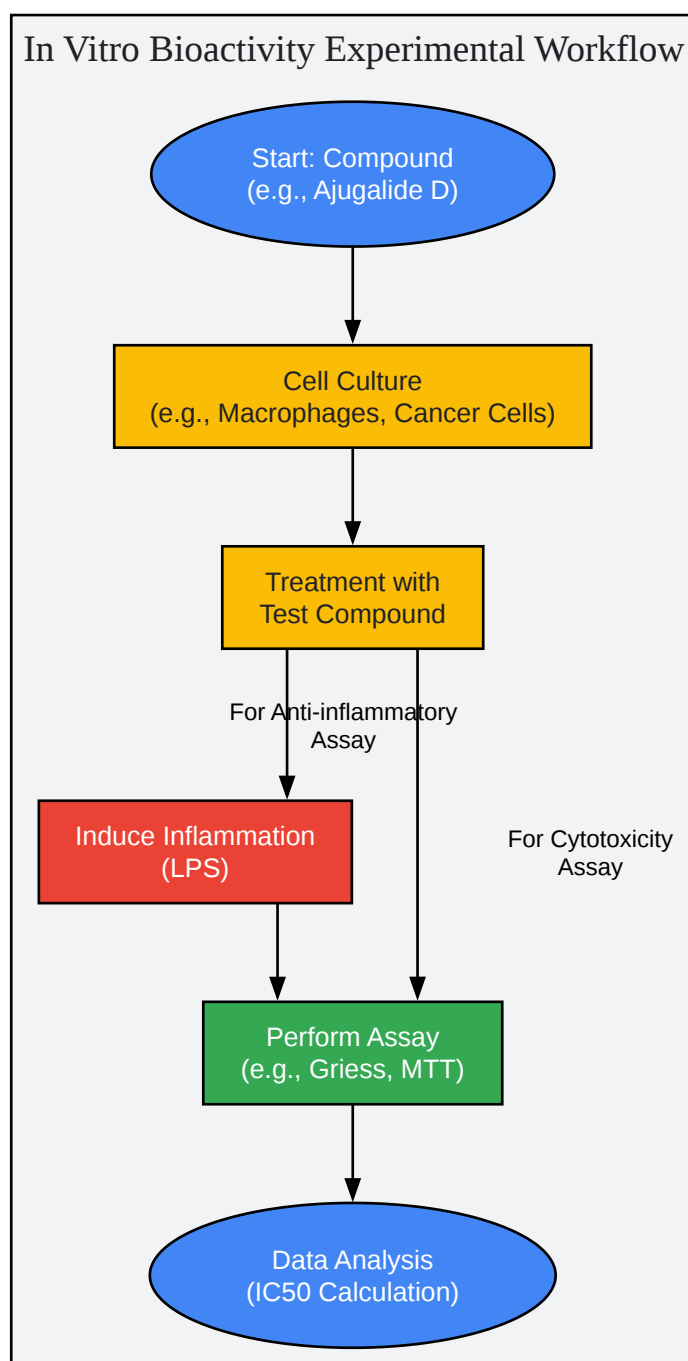 In Vitro Bioactivity Experimental Workflow
Start: Compound
(e.g., Ajugalide D)
Cell Culture
(e.g., Macrophages, Cancer Cells)
Treatment with
Test Compound
For Anti-inflammatory
Assay
Induce Inflammation
(LPS)
For Cytotoxicity
Assay
Perform Assay
(e.g., Griess, MTT)
Data Analysis
(IC50 Calculation)